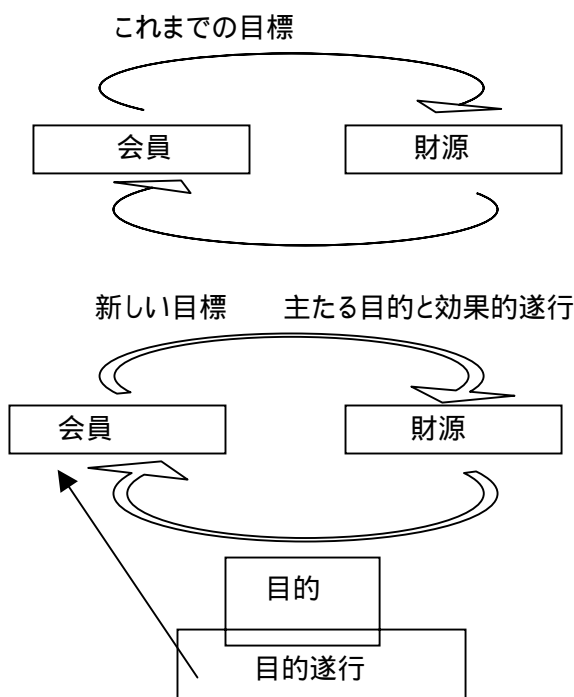 これまでの目標
会員 財源
新しい目標 主たる目的と効果的遂行
会員 財源
目的
目的遂行